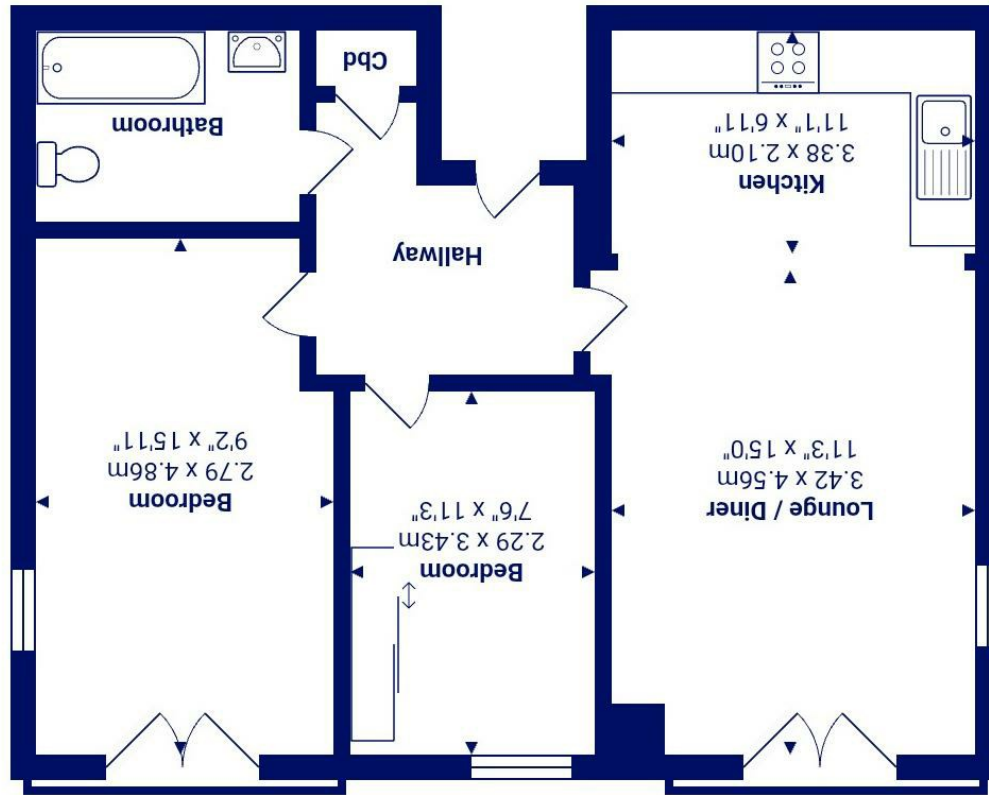 Bedroom
2.29 x 3.43m
7'6" x 11'3"
Lounge / Diner
3.42 x 4.56m
11'3" x 15'0"
Bedroom
2.79 x 4.86m
9'2" x 15'11"
Hallway
Kitchen
3.38 x 2.10m
11'1" x 6'11"
Bathroom
Cbd